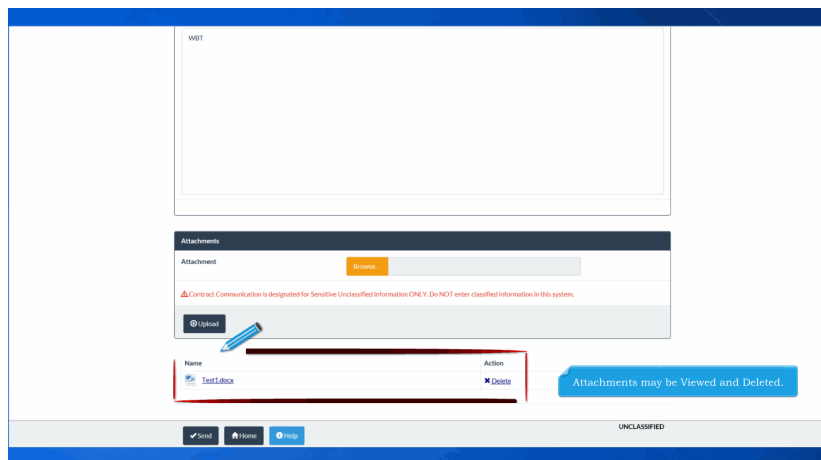 WBT
Attachments
Attachment
Browse...
Contract Communication is designated for Sensitive Unclassified information ONLY. Do NOT enter classified information in this system.
Upload
Name Action
Test1.docx Delete
Attachments may be Viewed and Deleted.
UNCLASSIFIED
Send Home Help